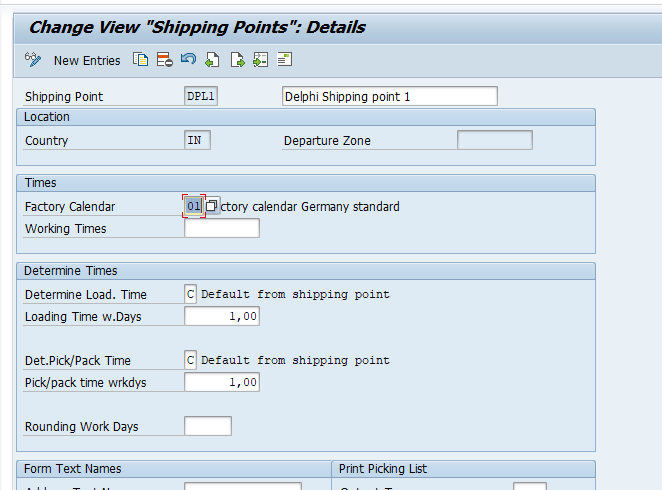 Change View "Shipping Points": Details
New Entries
Shipping Point DPL1 Delphi Shipping point 1
Location
Country IN Departure Zone
Times
Factory Calendar 01 ctory calendar Germany standard
Working Times
Determine Times
Determine Load. Time C Default from shipping point
Loading Time w.Days 1,00
Det.Pick/Pack Time C Default from shipping point
Pick/pack time wrkdys 1,00
Rounding Work Days
Form Text Names Print Picking List